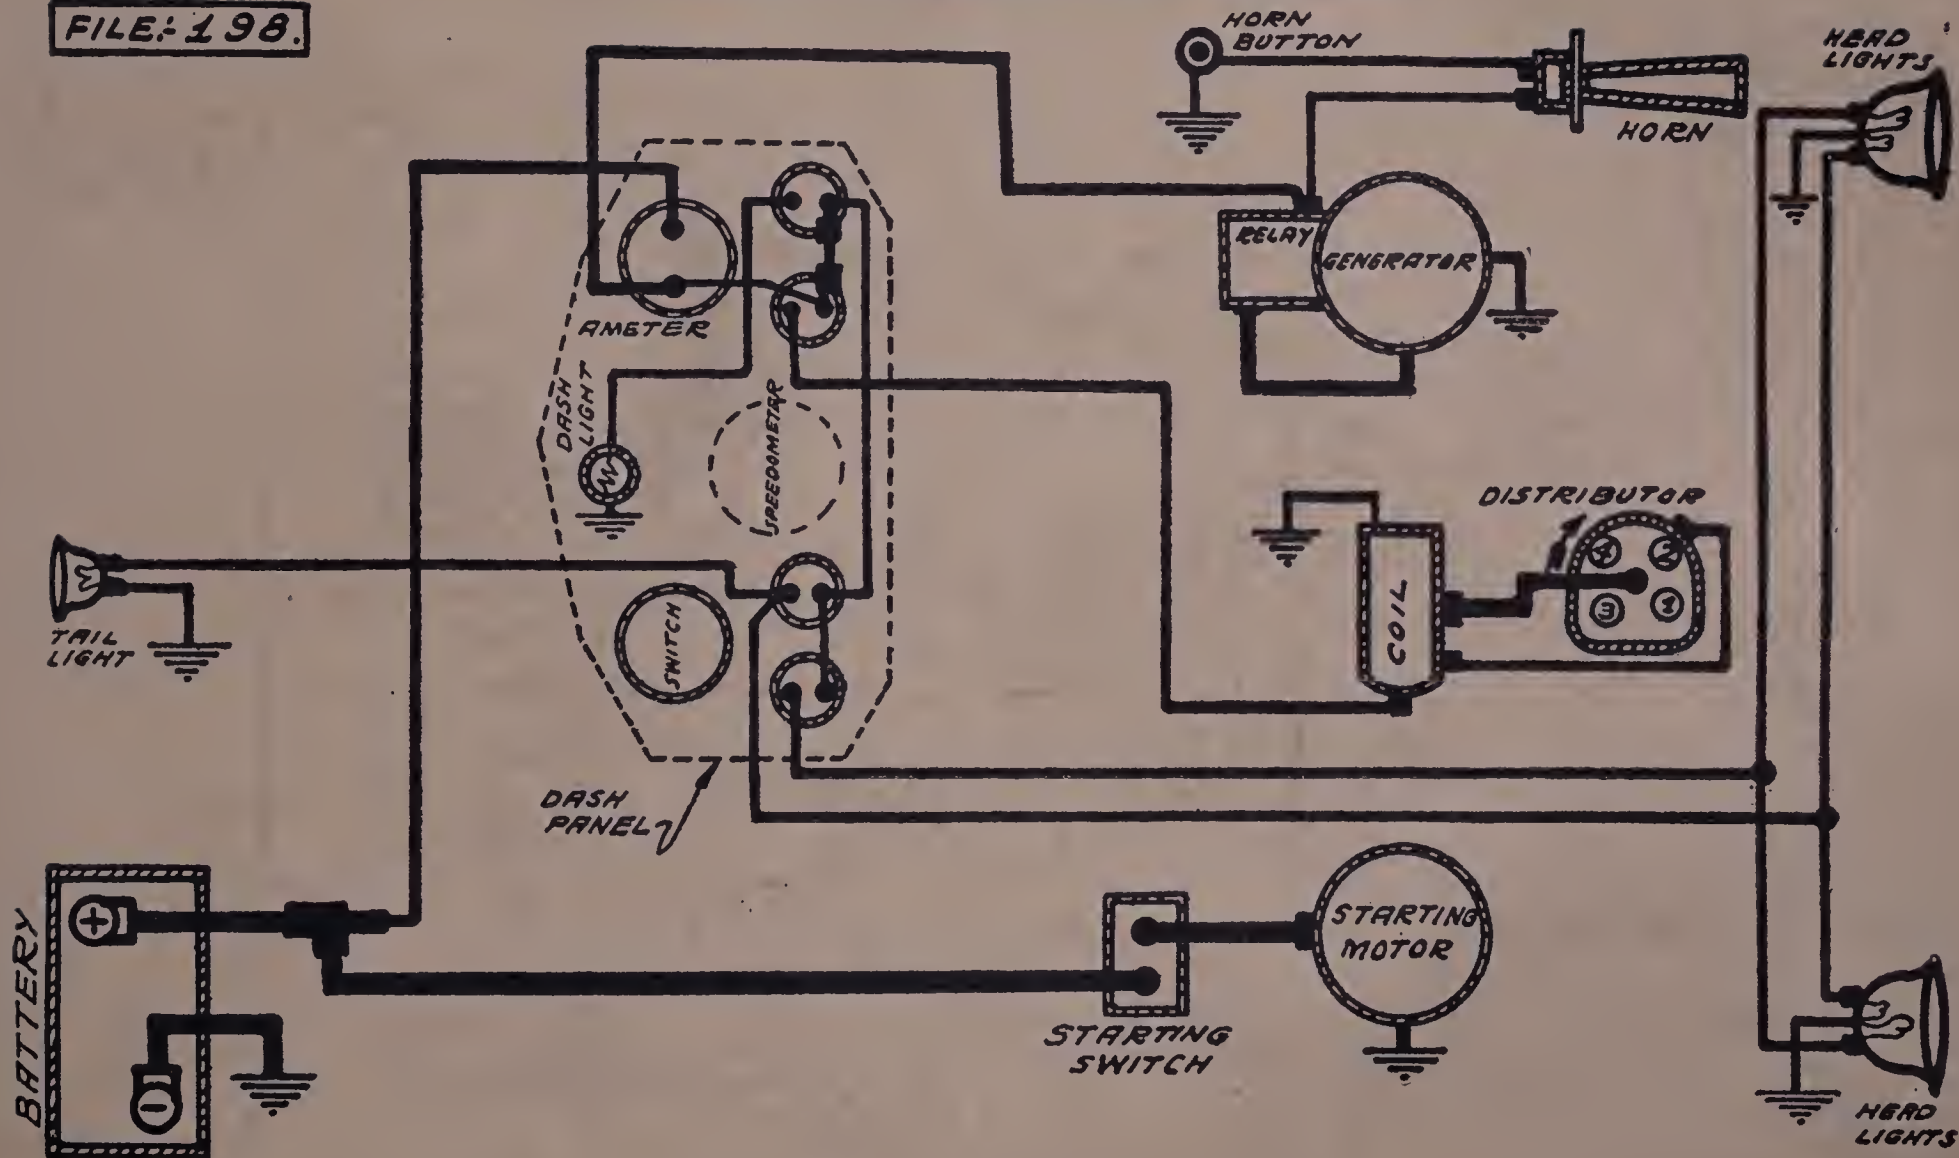 FILE:-198.
HORN
BUTTON
HEAD
LIGHTS
HORN
RELAY
GENERATOR
AMETER
DASH
LIGHT
SPEEDOMETER
DISTRIBUTOR
4
2
3
1
COIL
TAIL
LIGHT
SWITCH
DASH
PANEL
BATTERY
+
-
STARTING
MOTOR
STARTING
SWITCH
HEAD
LIGHTS